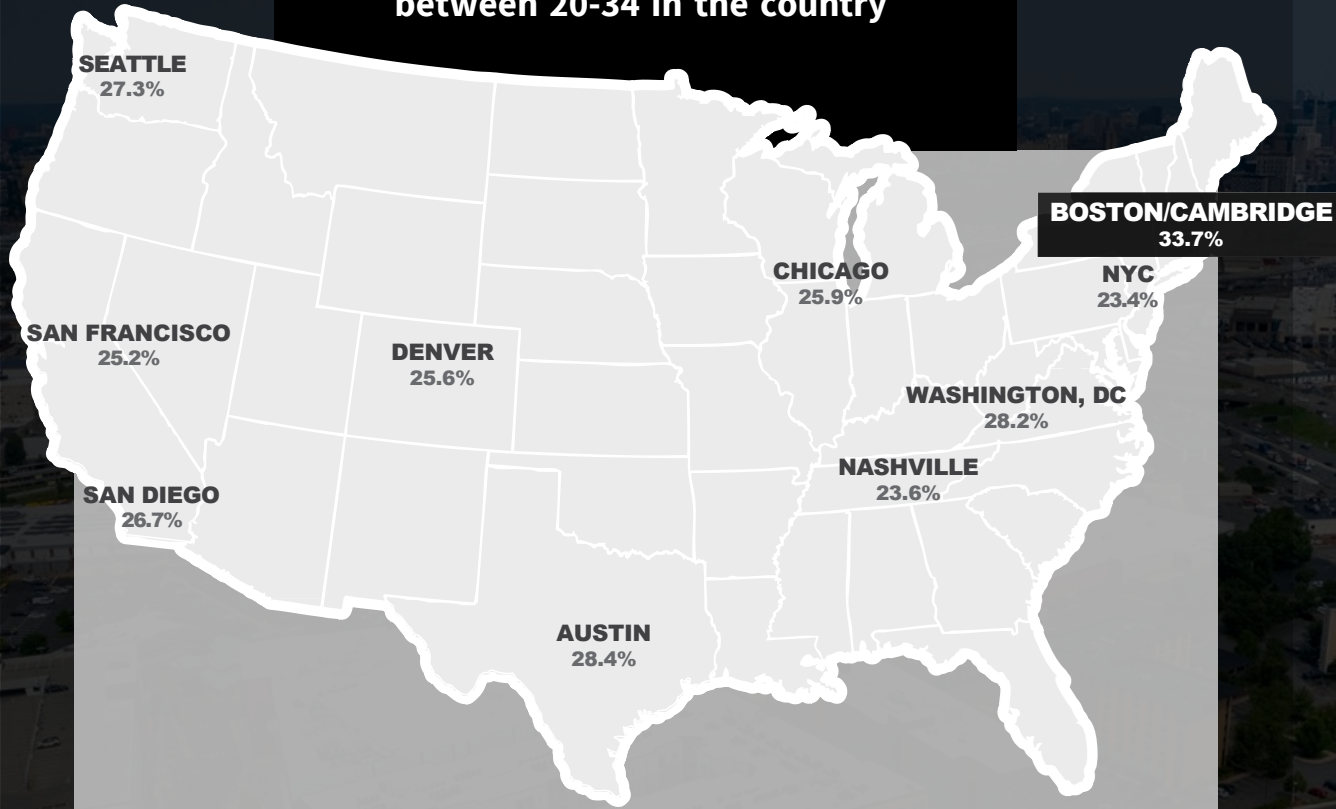 between 20-34 in the country
SEATTLE
27.3%
BOSTON/CAMBRIDGE
33.7%
CHICAGO
25.9%
NYC
23.4%
SAN FRANCISCO
25.2%
DENVER
25.6%
WASHINGTON, DC
28.2%
NASHVILLE
23.6%
SAN DIEGO
26.7%
AUSTIN
28.4%